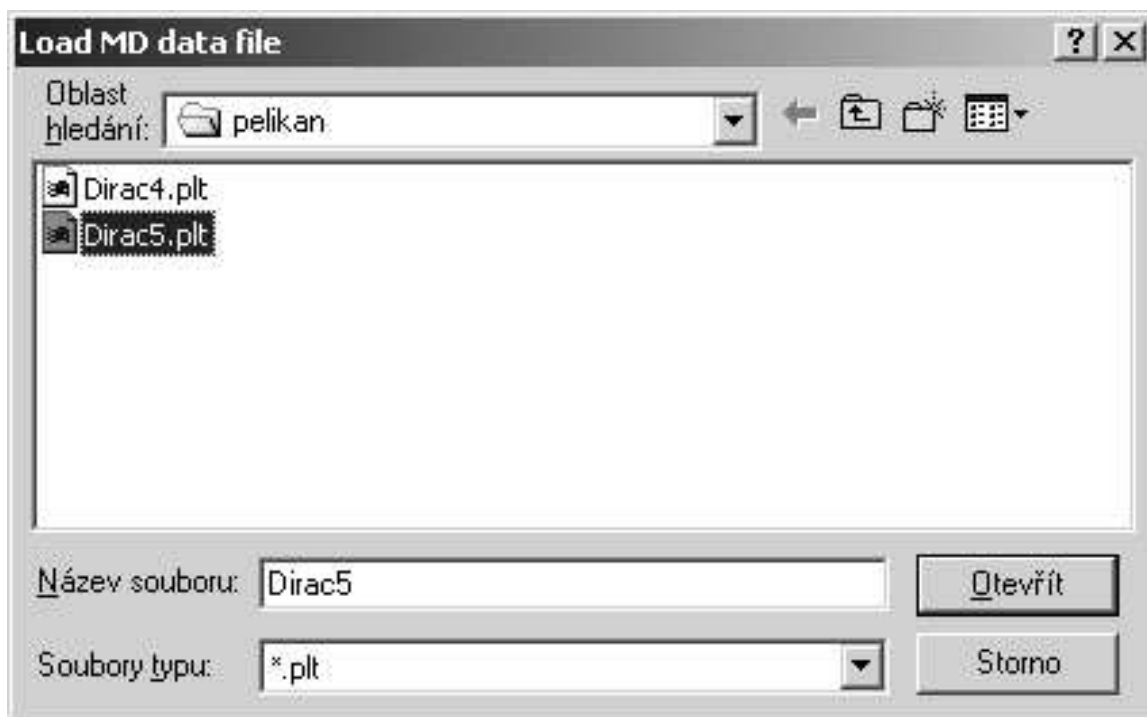 Load MD data file
Oblast
hledání: pelikan
Dirac4.plt
Dirac5.plt
Název souboru: Dirac5 Otevřít
Soubory typu: *.plt Storno